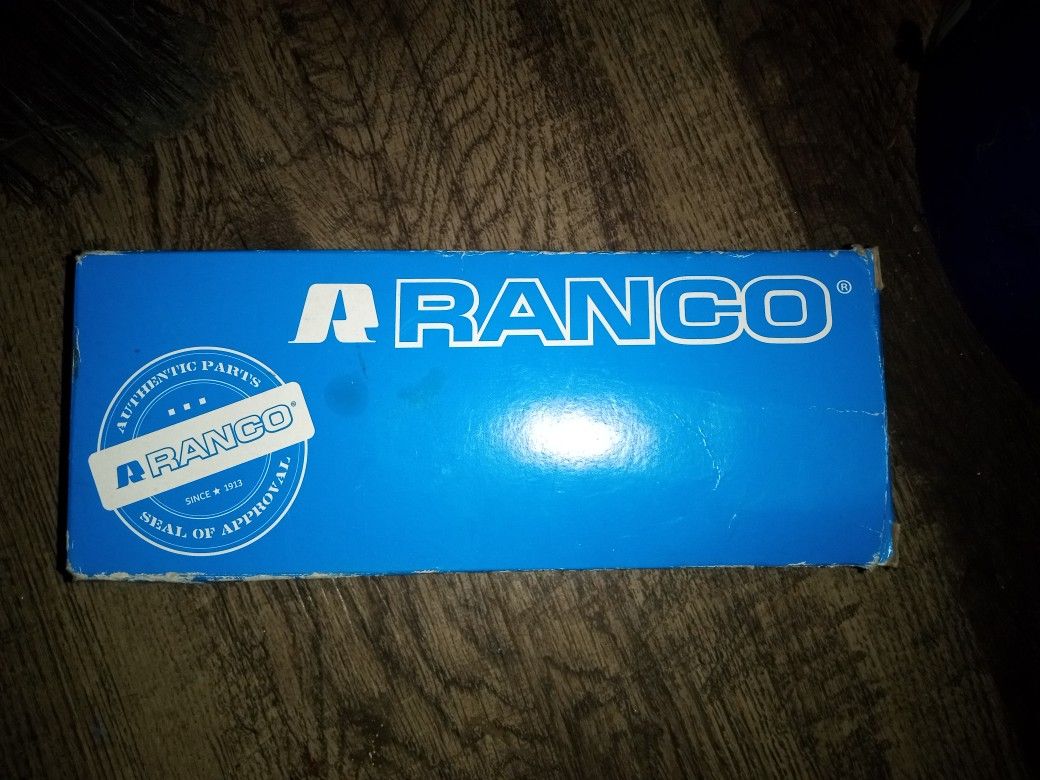 RANCO®
AUTHENTIC PARTS
RANCO®
SINCE ★ 1913
SEAL OF APPROVAL